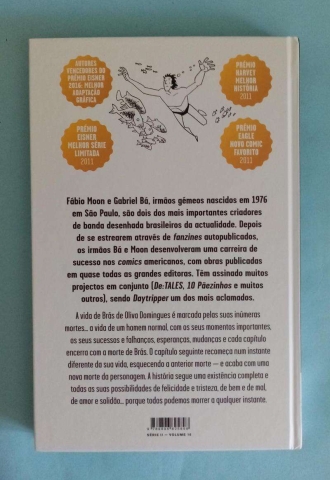 AUTORES
VENCEDORES DO
PRÉMIO EISNER
2016: MELHOR
ADAPTAÇÃO
GRÁFICA
PRÉMIO
HARVEY
MELHOR
HISTÓRIA
2011
PRÉMIO
EISNER
MELHOR SÉRIE
LIMITADA
2011
PRÉMIO
EAGLE
NOVO COMIC
FAVORITO
2011
Fábio Moon e Gabriel Bá, irmãos gémeos nascidos em 1976
em São Paulo, são dois dos mais importantes criadores
de banda desenhada brasileiros da actualidade. Depois
de se estrearem através de fanzines autopublicados,
os irmãos Bá e Moon desenvolveram uma carreira de
sucesso nos comics americanos, com obras publicadas
em quase todas as grandes editoras. Têm assinado muitos
projectos em conjunto (De:TALES, 10 Pãezinhos e muitos
outros), sendo Daytripper um dos mais aclamados.
A vida de Brás de Oliva Domingues é marcada pelas suas inúmeras
mortes... a vida de um homem normal, com os seus momentos importantes,
os seus sucessos e falhanços, esperanças, mudanças e cada capítulo
encerra com a morte de Brás. O capítulo seguinte recomeça num instante
diferente da sua vida, esquecendo a anterior morte – e acaba com uma
nova morte da personagem. A história segue uma existência completa e
todas as suas possibilidades de felicidade e tristeza, de bem e de mal,
de amor e solidão... porque todos podemos morrer a qualquer instante.
SÉRIE II – VOLUME